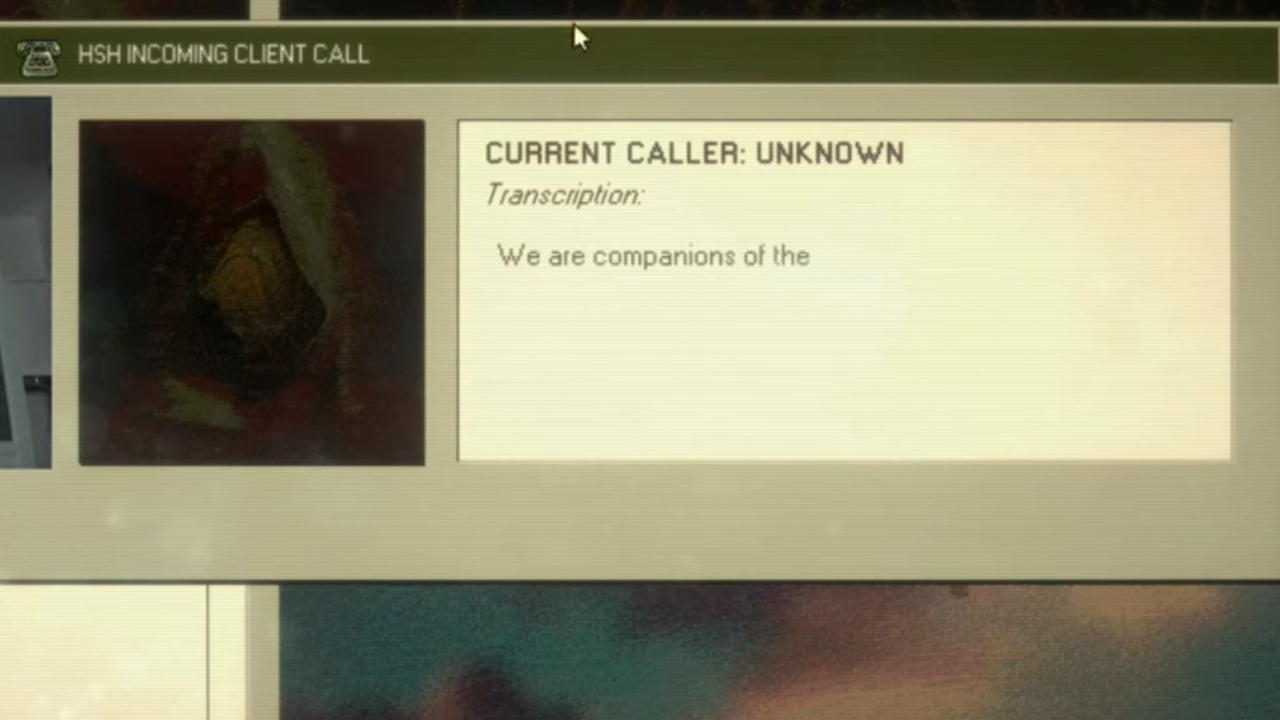 HSH INCOMING CLIENT CALL
CURRENT CALLER: UNKNOWN
Transcription:
We are companions of the